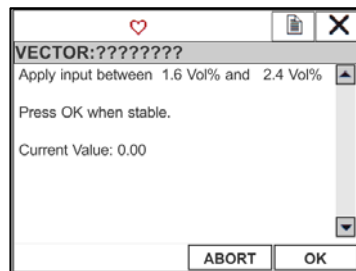 VECTOR:????????
Apply input between 1.6 Vol% and 2.4 Vol%
Press OK when stable.
Current Value: 0.00
ABORT OK